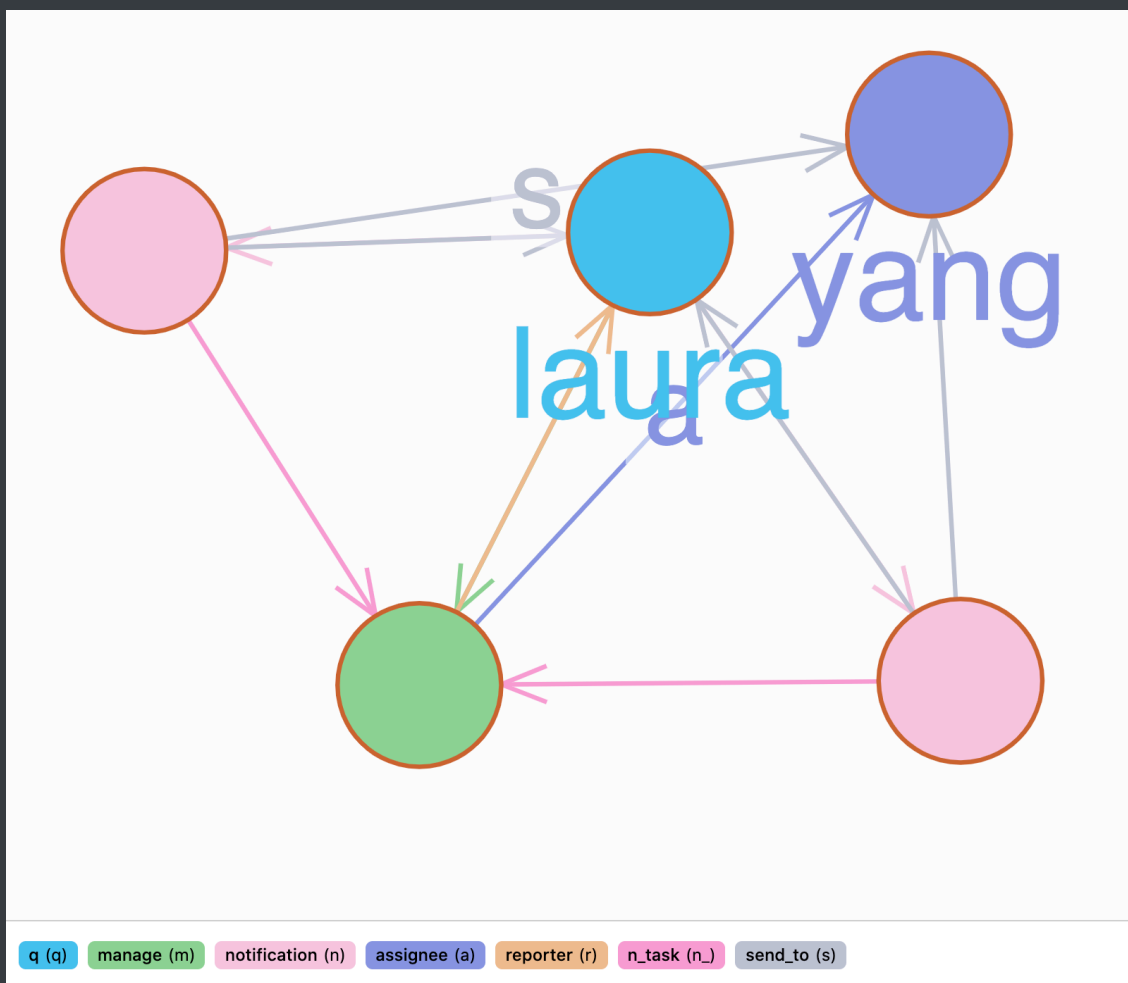 s
yang
laura
a
q (q) manage (m) notification (n) assignee (a) reporter (r) n_task (n_) send_to (s)